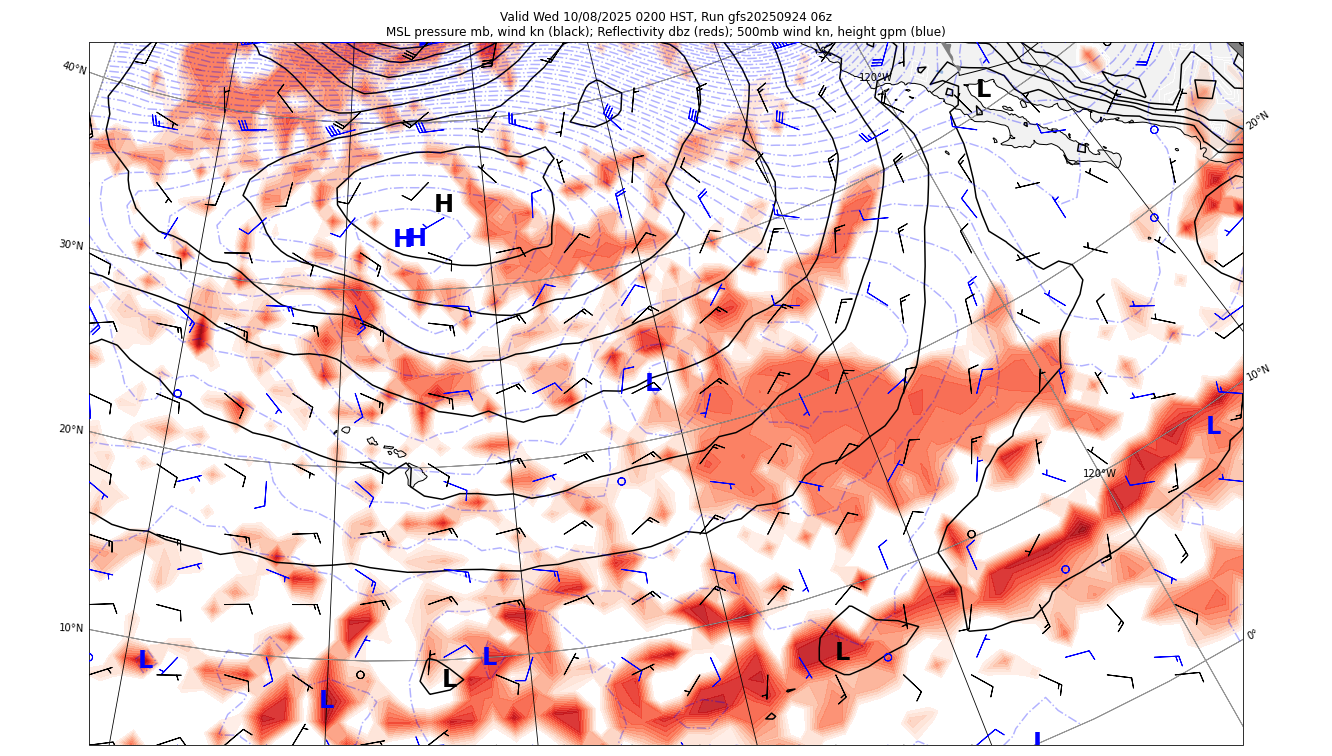 Valid Wed 10/08/2025 0200 HST, Run gfs20250924 06z
MSL pressure mb, wind kn (black); Reflectivity dbz (reds); 500mb wind kn, height gpm (blue)
40°N
120°W
L
20°N
H
HH
30°N
L
10°N
L
20°N
120°W
10°N
0°
L
L
L
L
L
L